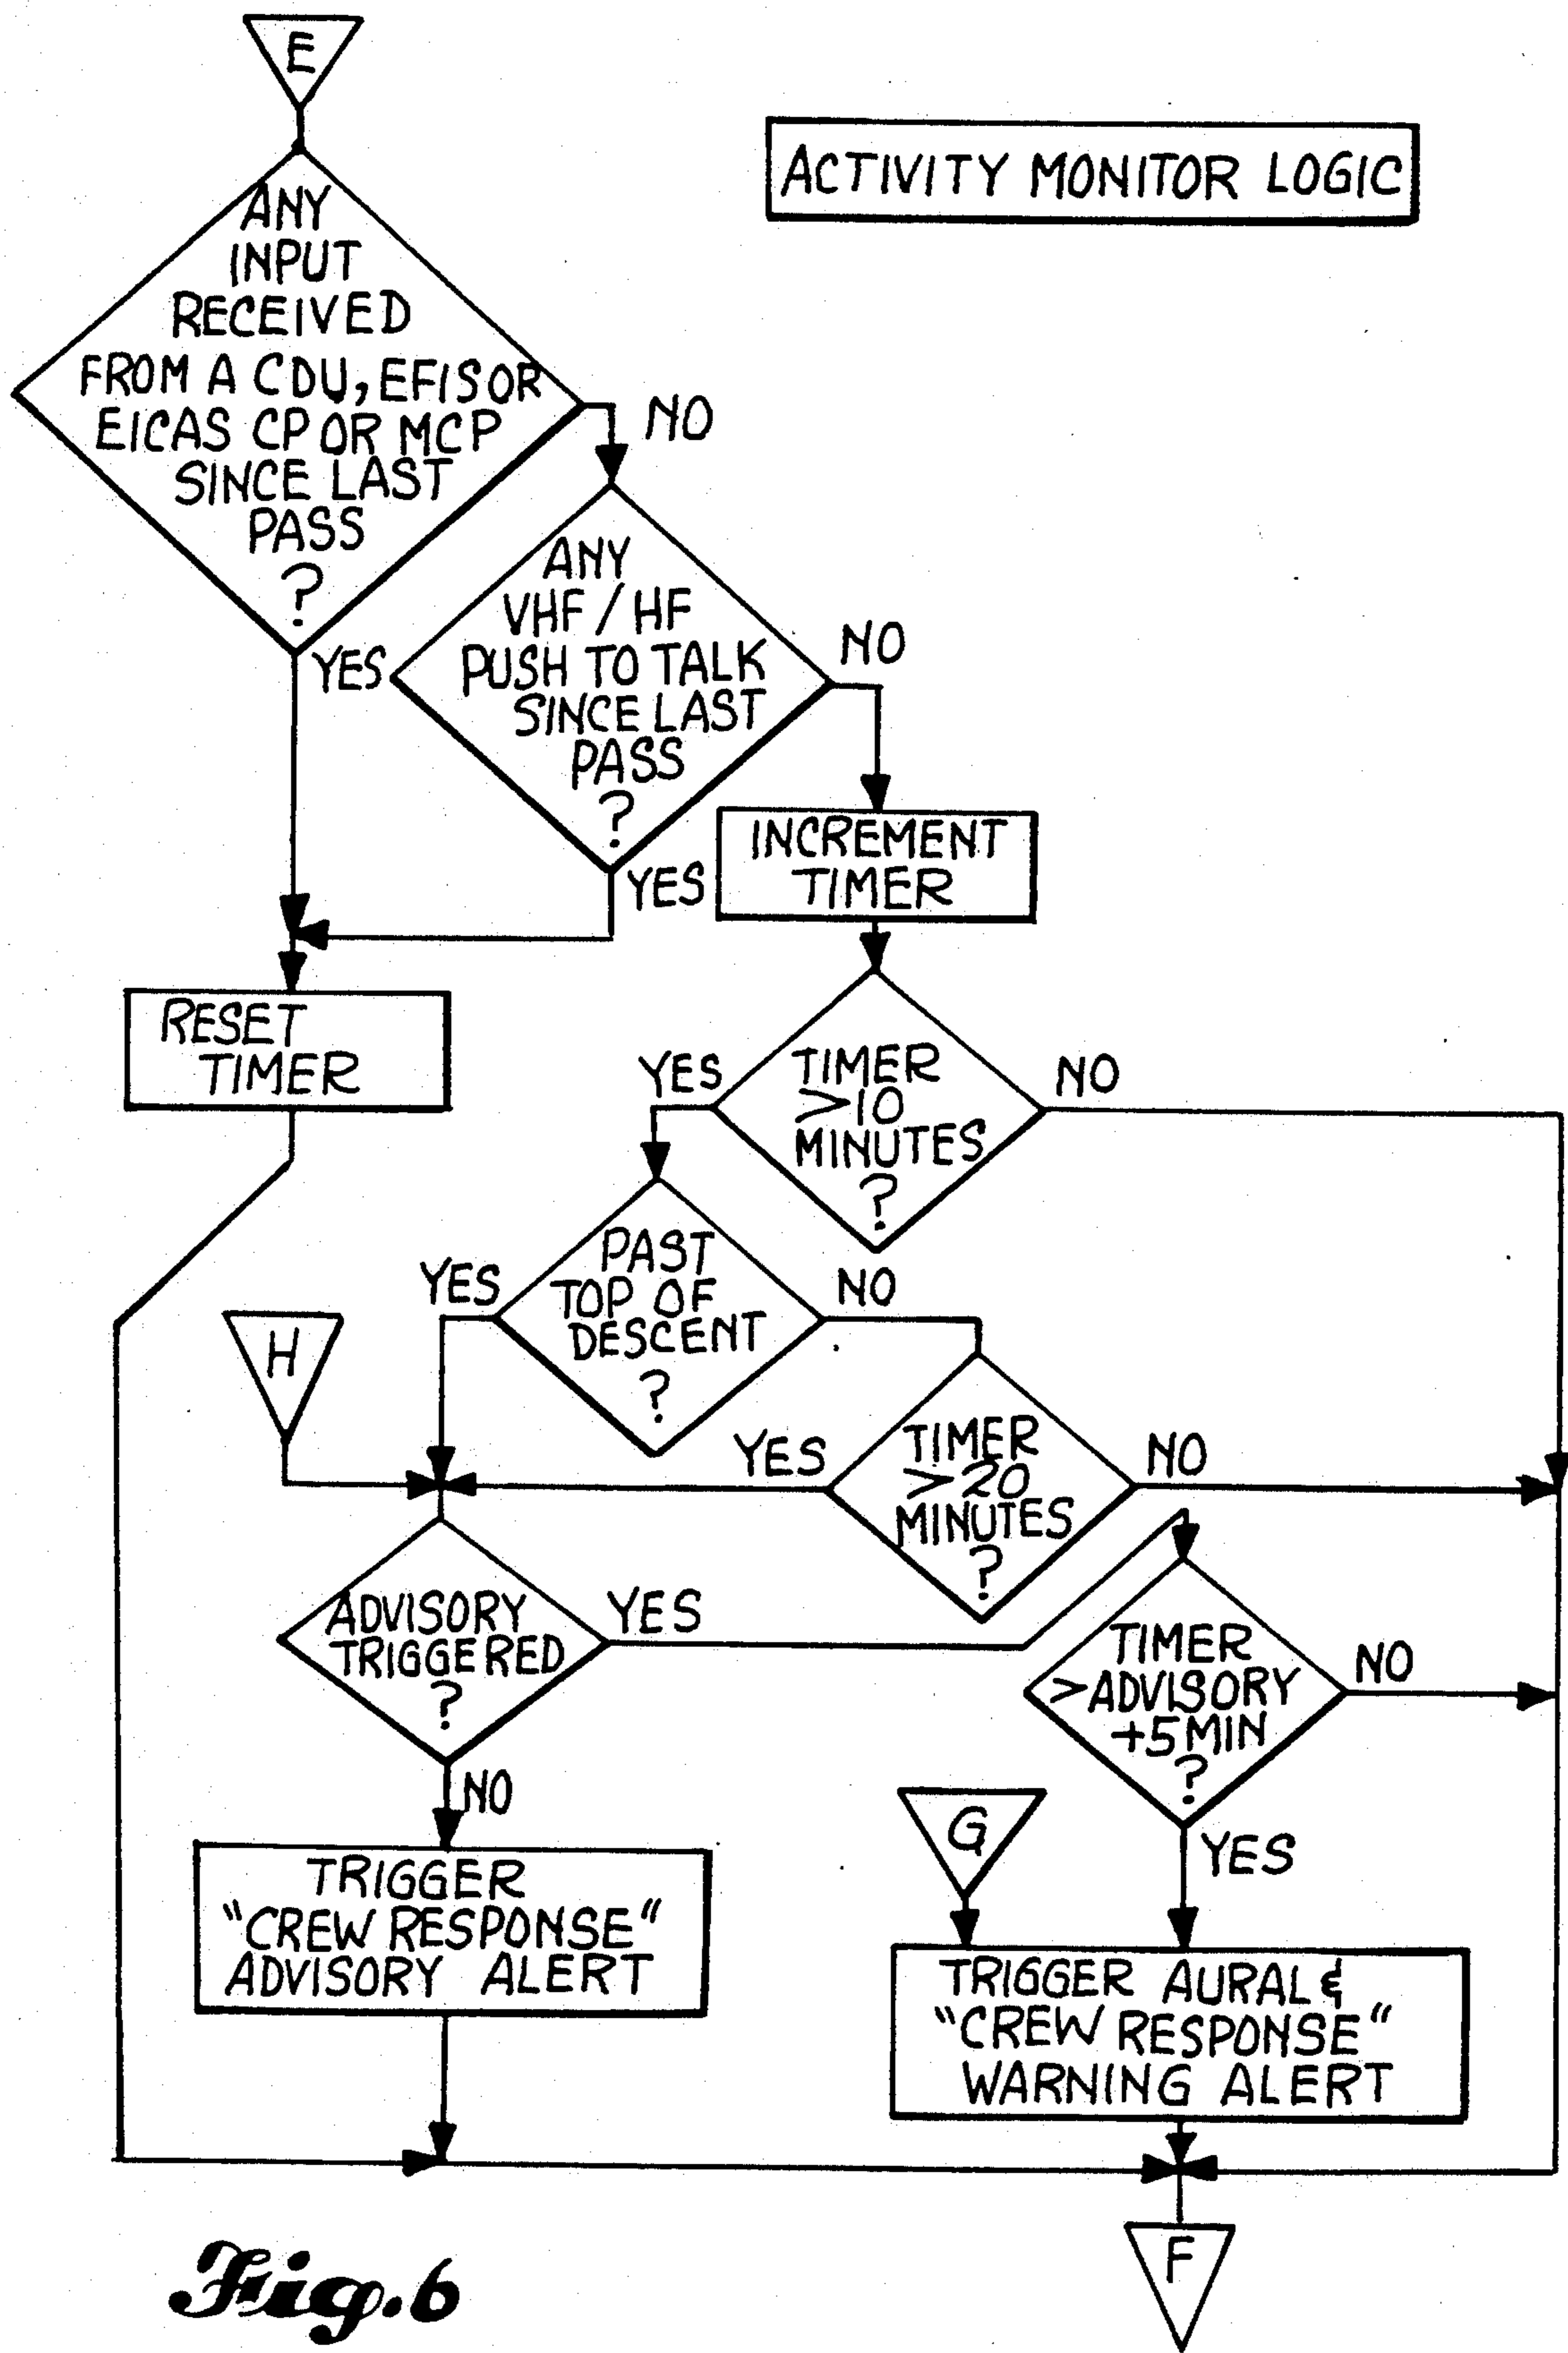 E
ACTIVITY MONITOR LOGIC
ANY
INPUT
RECEIVED
FROM A CDU, EFIS OR
EICAS CP OR MCP
SINCE LAST
PASS
?
NO
YES
ANY
VHF / HF
PUSH TO TALK
SINCE LAST
PASS
?
NO
YES
INCREMENT
TIMER
RESET
TIMER
YES
TIMER
>10
MINUTES
?
NO
YES
PAST
TOP OF
DESCENT
?
NO
H
YES
TIMER
>20
MINUTES
?
NO
ADVISORY
TRIGGERED
?
YES
NO
TIMER
>ADVISORY
+5 MIN
?
NO
YES
G
TRIGGER
"CREW RESPONSE"
ADVISORY ALERT
TRIGGER AURAL &
"CREW RESPONSE"
WARNING ALERT
F
Fig. 6